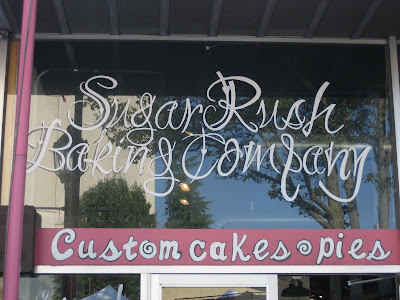 Sugar Rush
Baking Company
Custom cakes pies